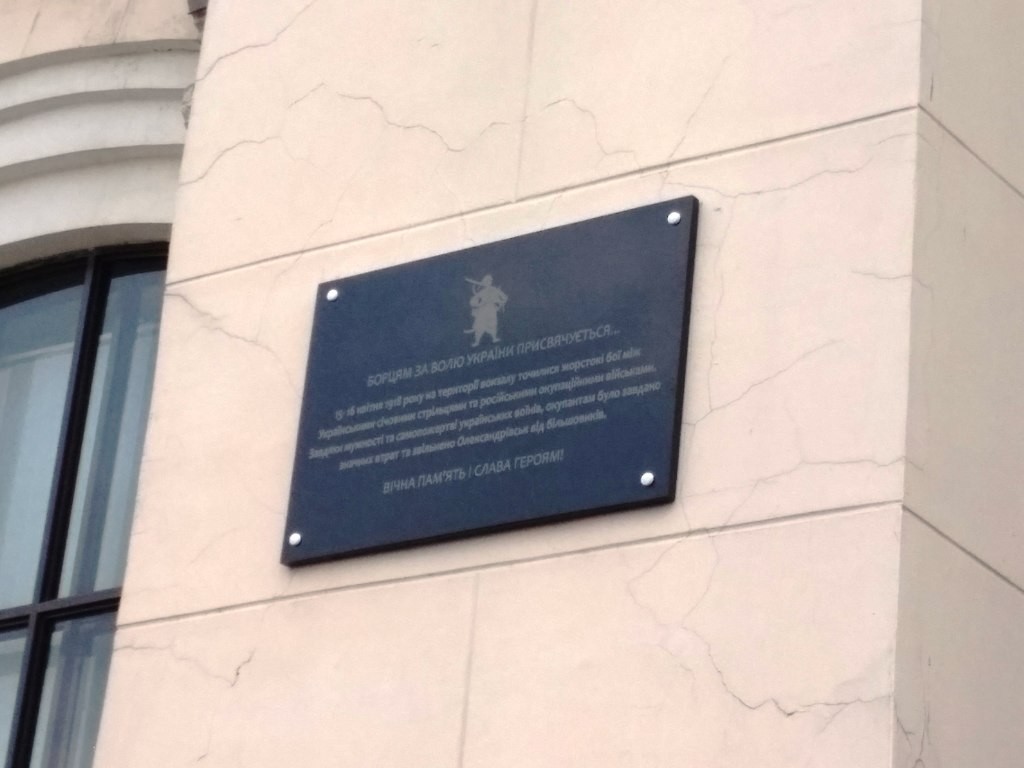 БОРЦЯМ ЗА ВОЛЮ УКРАЇНИ ПРИСВЯЧУЄТЬСЯ...
15-16 квітня 1918 року на території вокзалу точилися жорстокі бої між
Українськими січовими стрільцями та російськими окупаційними військами.
Завдяки мужності та самопожертві українських воїнів, окупантам було завдано
значних втрат та звільнено Олександрівськ від більшовиків.
ВІЧНА ПАМ'ЯТЬ І СЛАВА ГЕРОЯМ!